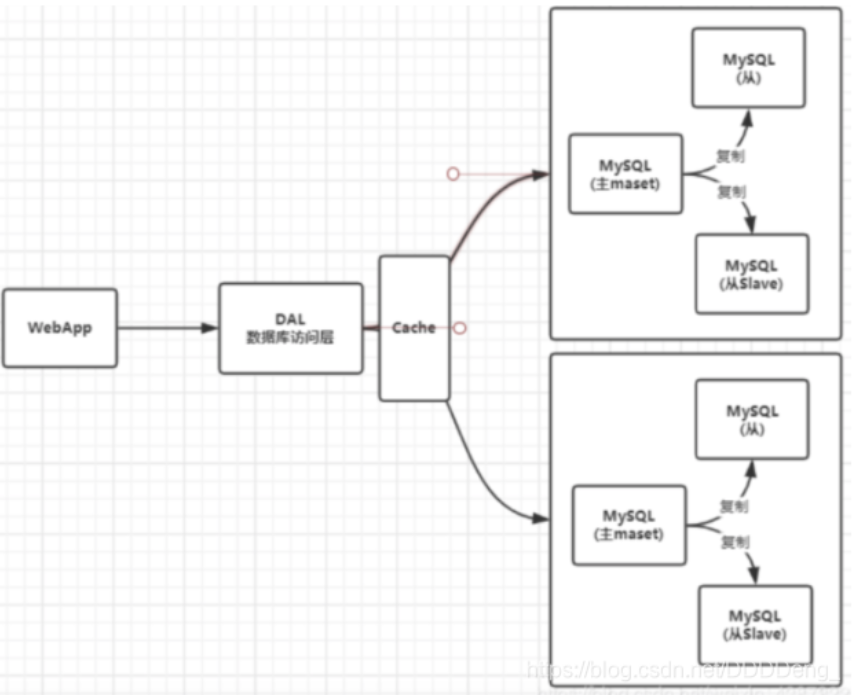 MySQL
(从)
复制
MySQL
(主maset)
复制
MySQL
(从Slave)
WebApp
DAL
数据库访问层
Cache
MySQL
(从)
复制
MySQL
(主maset)
复制
MySQL
(从Slave)
https://blog.csdn.net/DDDDeng_